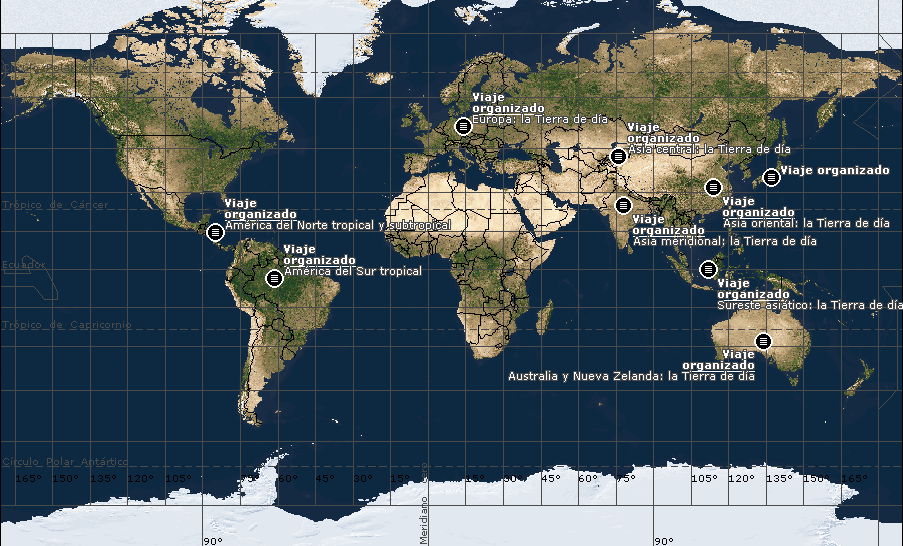 Viaje
organizado
Europa: la Tierra de día
Viaje
organizado
Asia central: la Tierra de día
Viaje organizado
Viaje
organizado
Asia oriental: la Tierra de día
Viaje
organizado
Asia meridional: la Tierra de día
Trópico de Cáncer
Viaje
organizado
América del Norte tropical y subtropical
Viaje
organizado
América del Sur tropical
Ecuador
Viaje
organizado
Sureste asiático: la Tierra de día
Trópico de Capricornio
Viaje
organizado
Australia y Nueva Zelanda: la Tierra de día
Círculo Polar Antártico
165° 150° 135° 120° 105° 75° 60° 45° 30° 15° 15° 30° 45° 60° 75° 105° 120° 135° 150° 165°
Meridiano Cero
90° 90°